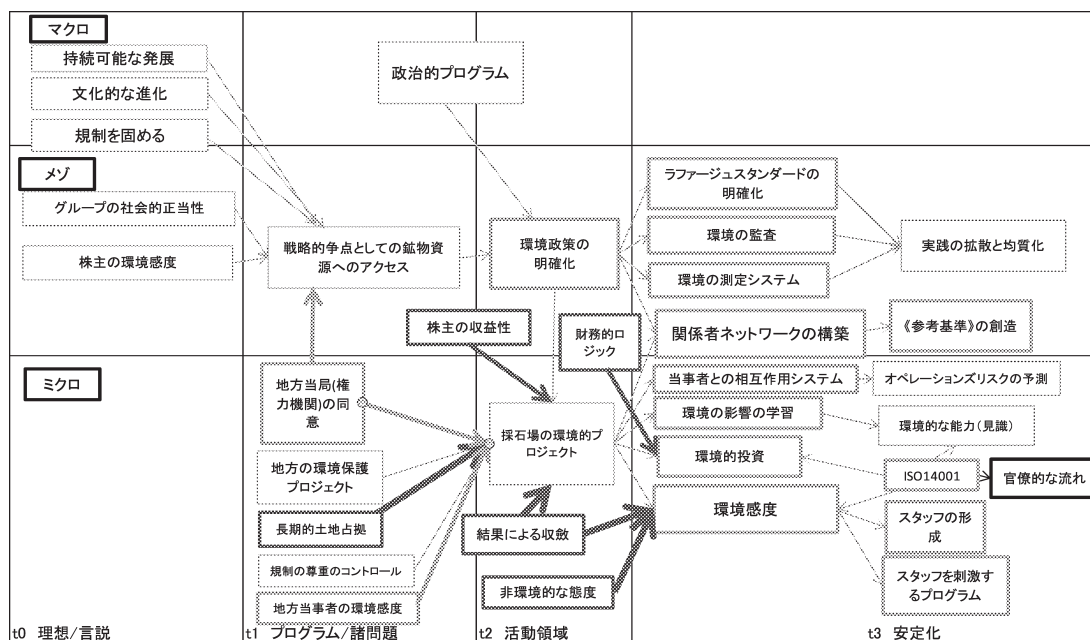 マクロ
持続可能な発展
文化的な進化
規制を固める
政治的プログラム
メゾ
グループの社会的正当性
株主の環境感度
戦略的争点としての鉱物資
源へのアクセス
環境政策の
明確化
ラファージュスタンダードの
明確化
環境の監査
環境の測定システム
実践の拡散と均質化
株主の収益性
財務的ロ
ジック
関係者ネットワークの構築
《参考基準》の創造
ミクロ
地方当局(権
力機関)の同
意
当事者との相互作用システム
オペレーションズリスクの予測
採石場の環境的プ
ロジェクト
環境の影響の学習
環境的な能力(見識)
地方の環境保護
プロジェクト
環境的投資
ISO14001
官僚的な流れ
長期的土地占拠
結果による収斂
環境感度
スタッフの形
成
規制の尊重のコントロール
非環境的な態度
スタッフを刺激す
るプログラム
地方当事者の環境感度
t0 理想/言説
t1 プログラム/諸問題
t2 活動領域
t3 安定化